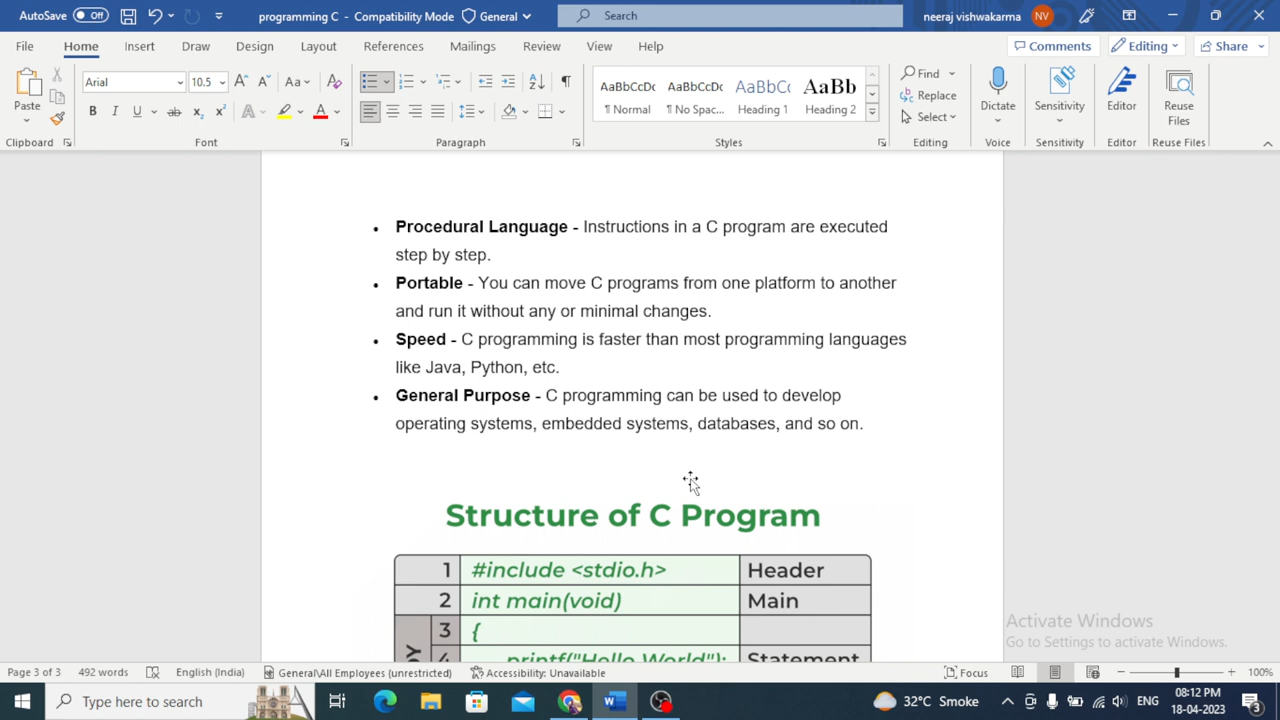 AutoSave Off programming C - Compatibility Mode General Search neeraj vishwakarma NV
File Home Insert Draw Design Layout References Mailings Review View Help Comments Editing Share
Paste Arial 10.5 Aa AaBbCcDc AaBbCcDc AaBbCc AaBb Find Replace Select Dictate Sensitivity Editor Reuse Files
¶ Normal ¶ No Spac... Heading 1 Heading 2
Clipboard Font Paragraph Styles Editing Voice Sensitivity Editor Reuse Files
• Procedural Language - Instructions in a C program are executed
step by step.
• Portable - You can move C programs from one platform to another
and run it without any or minimal changes.
• Speed - C programming is faster than most programming languages
like Java, Python, etc.
• General Purpose - C programming can be used to develop
operating systems, embedded systems, databases, and so on.
Structure of C Program
1 #include <stdio.h> Header
2 int main(void) Main
3 {
4 printf("Hello World"); Statement
Activate Windows
Go to Settings to activate Windows.
Page 3 of 3 492 words English (India) General\All Employees (unrestricted) Accessibility: Unavailable Focus 100%
Type here to search 32°C Smoke ENG 08:12 PM
18-04-2023 3